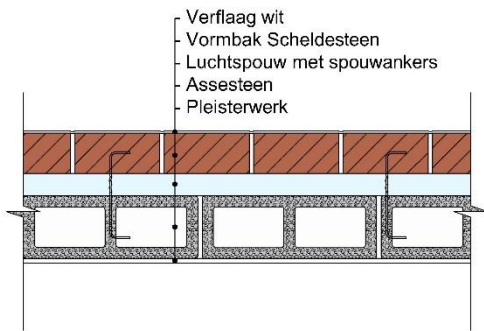 Verflaag wit
Vormbak Scheldesteen
Luchtspouw met spouwankers
Assesteen
Pleisterwerk